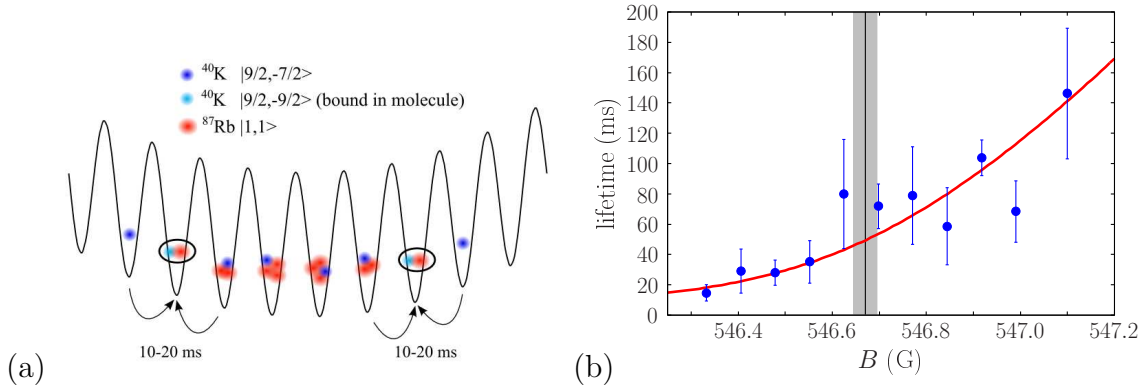 ⁴⁰K |9/2,-7/2>
⁴⁰K |9/2,-9/2> (bound in molecule)
⁸⁷Rb |1,1>
10-20 ms
10-20 ms
(a)
200
180
160
140
120
100
80
60
40
20
0
lifetime (ms)
546.4
546.6
546.8
547.0
547.2
B (G)
(b)